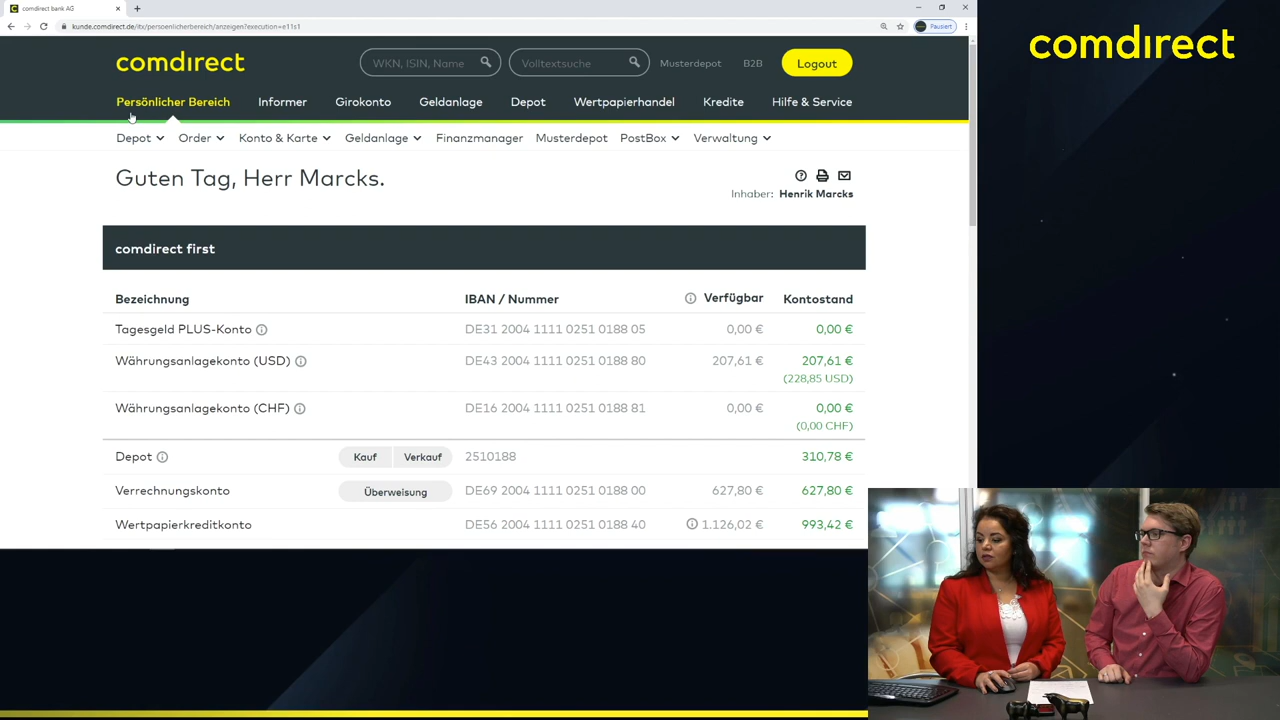 comdirect bank AG
kunde.comdirect.de/itx/persoenlicherbereich/anzeigen?execution=e11s1
Pausiert
comdirect
comdirect
WKN, ISIN, Name
Volltextsuche
Musterdepot
B2B
Logout
Persönlicher Bereich
Informer
Girokonto
Geldanlage
Depot
Wertpapierhandel
Kredite
Hilfe & Service
Depot
Order
Konto & Karte
Geldanlage
Finanzmanager
Musterdepot
PostBox
Verwaltung
Guten Tag, Herr Marcks.
Inhaber: Henrik Marcks
comdirect first
Bezeichnung IBAN / Nummer Verfügbar Kontostand
Tagesgeld PLUS-Konto DE31 2004 1111 0251 0188 05 0,00 € 0,00 €
Währungsanlagekonto (USD) DE43 2004 1111 0251 0188 80 207,61 € 207,61 €
(228,85 USD)
Währungsanlagekonto (CHF) DE16 2004 1111 0251 0188 81 0,00 € 0,00 €
(0,00 CHF)
Depot Kauf Verkauf 2510188 310,78 €
Verrechnungskonto Überweisung DE69 2004 1111 0251 0188 00 627,80 € 627,80 €
Wertpapierkreditkonto DE56 2004 1111 0251 0188 40 1.126,02 € 993,42 €